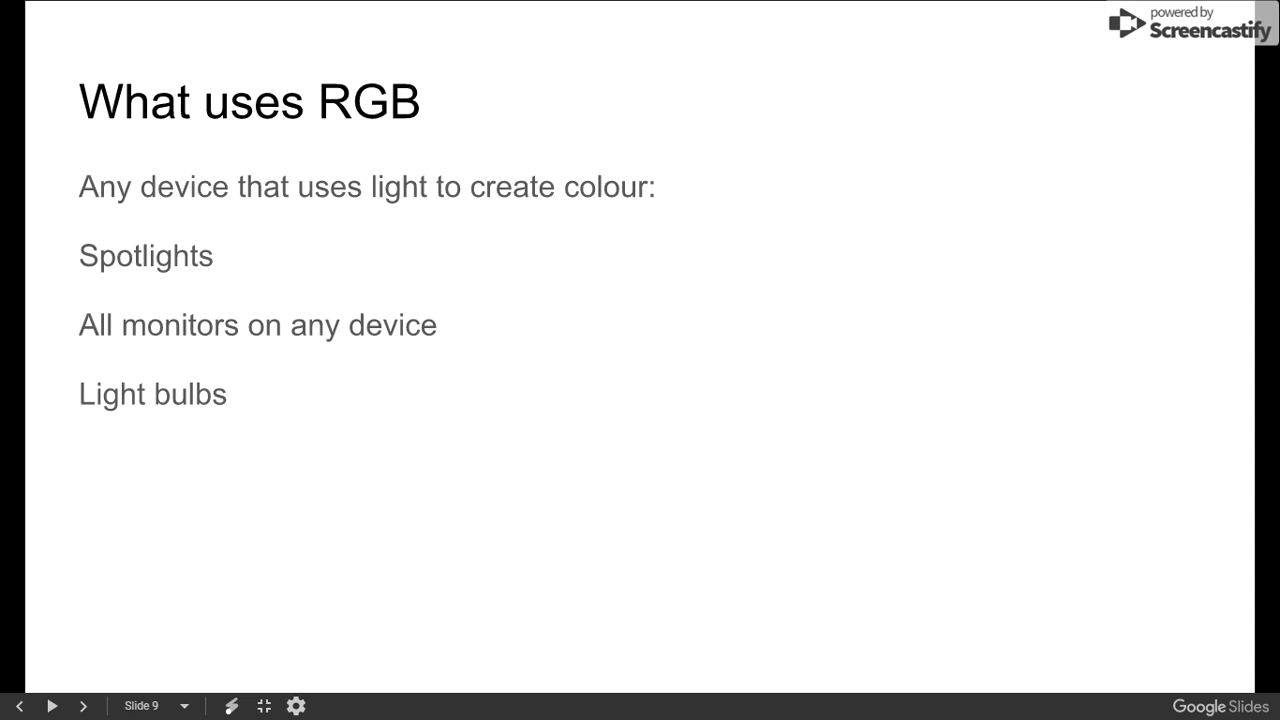 powered by
Screencastify
What uses RGB
Any device that uses light to create colour:
Spotlights
All monitors on any device
Light bulbs
Slide 9
Google Slides